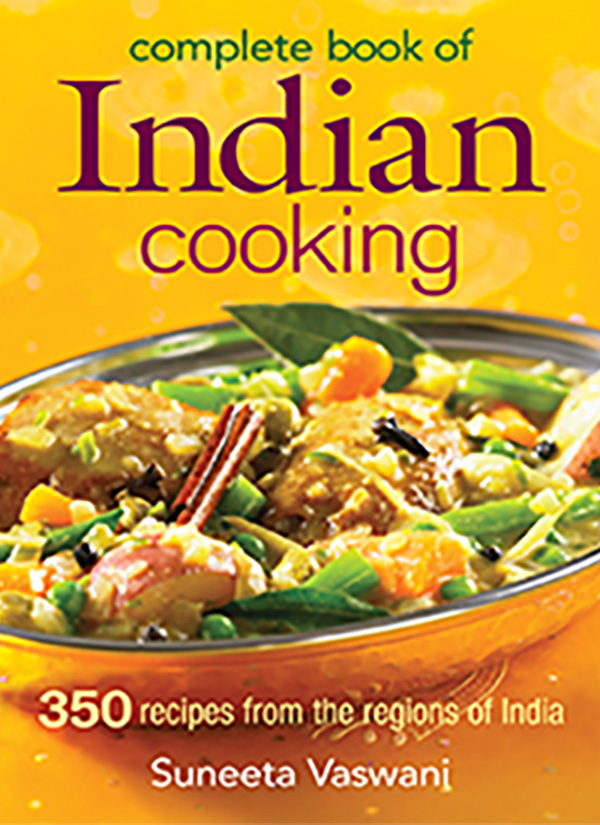 complete book of
Indian
cooking
350 recipes from the regions of India
Suneeta Vaswani